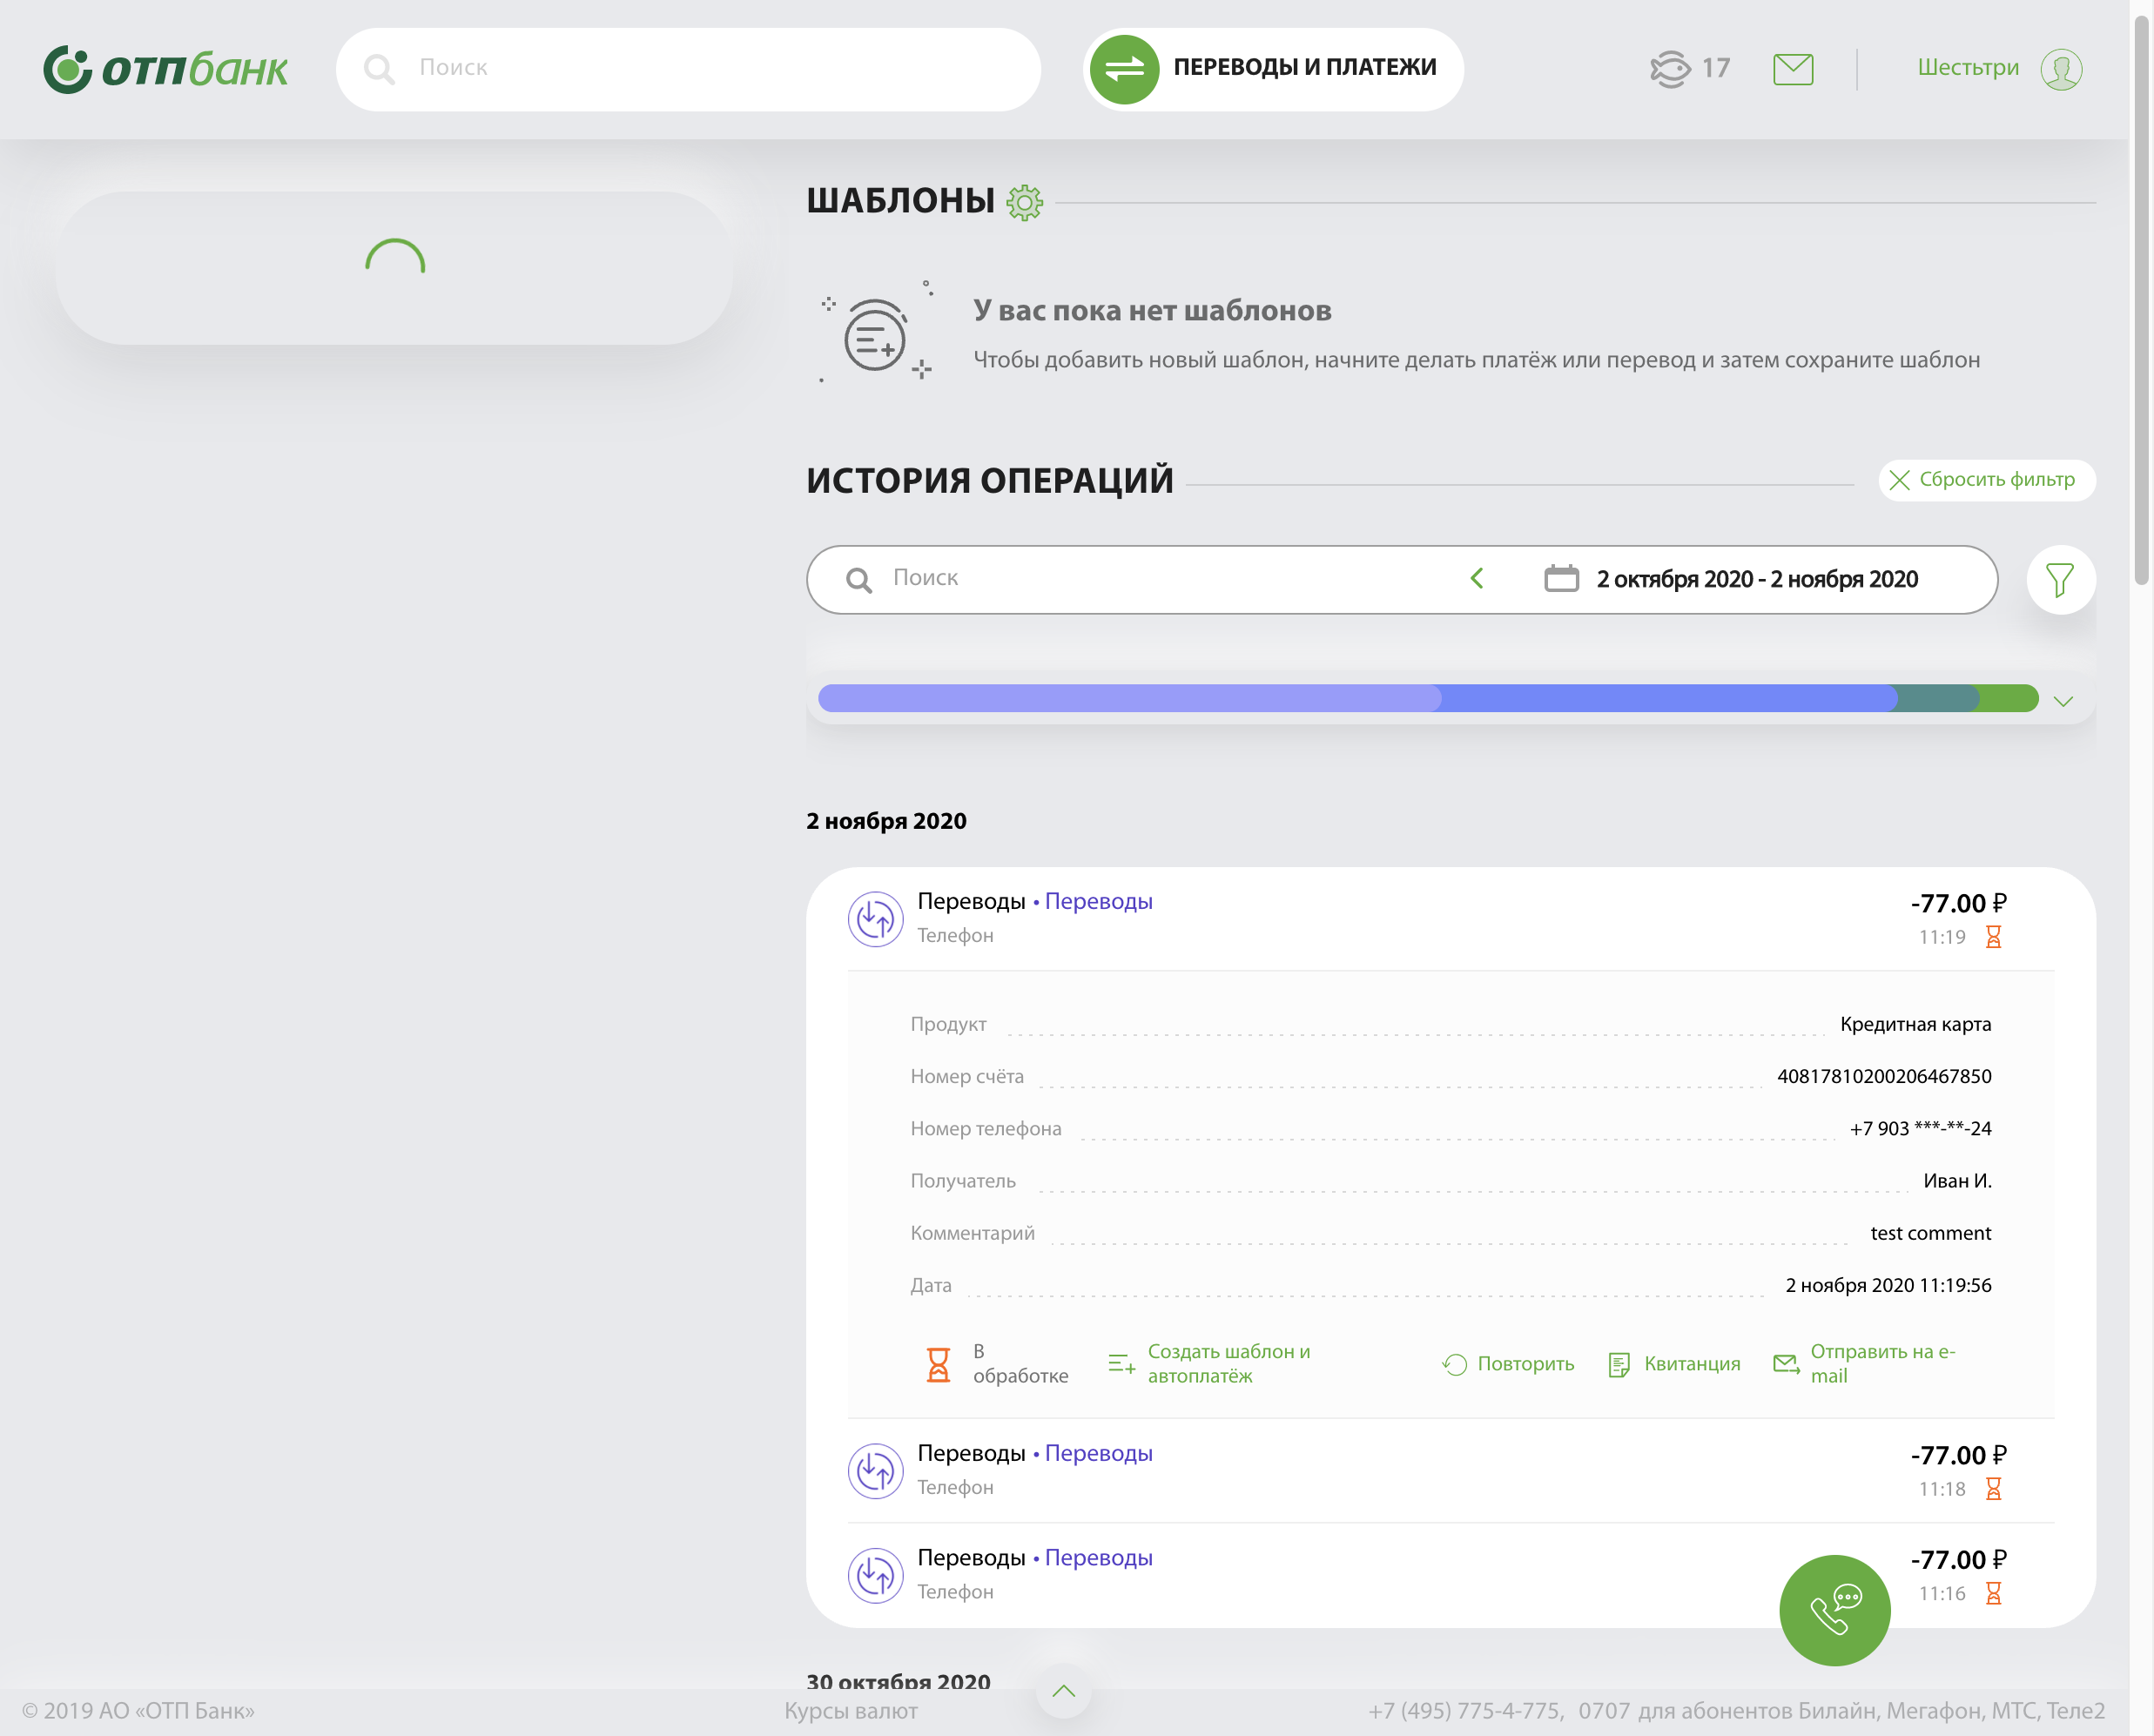 ОТПбанк
Поиск
ПЕРЕВОДЫ И ПЛАТЕЖИ
17
Шестьтри
ШАБЛОНЫ
У вас пока нет шаблонов
Чтобы добавить новый шаблон, начните делать платёж или перевод и затем сохраните шаблон
ИСТОРИЯ ОПЕРАЦИЙ
Сбросить фильтр
Поиск
2 октября 2020 - 2 ноября 2020
2 ноября 2020
Переводы • Переводы
-77.00 ₽
Телефон
11:19
Продукт
Кредитная карта
Номер счёта
40817810200206467850
Номер телефона
+7 903 ***-**-24
Получатель
Иван И.
Комментарий
test comment
Дата
2 ноября 2020 11:19:56
В
обработке
Создать шаблон и
автоплатёж
Повторить
Квитанция
Отправить на e-
mail
Переводы • Переводы
-77.00 ₽
Телефон
11:18
Переводы • Переводы
-77.00 ₽
Телефон
11:16
30 октября 2020
© 2019 АО «ОТП Банк»
Курсы валют
+7 (495) 775-4-775, 0707 для абонентов Билайн, Мегафон, МТС, Теле2